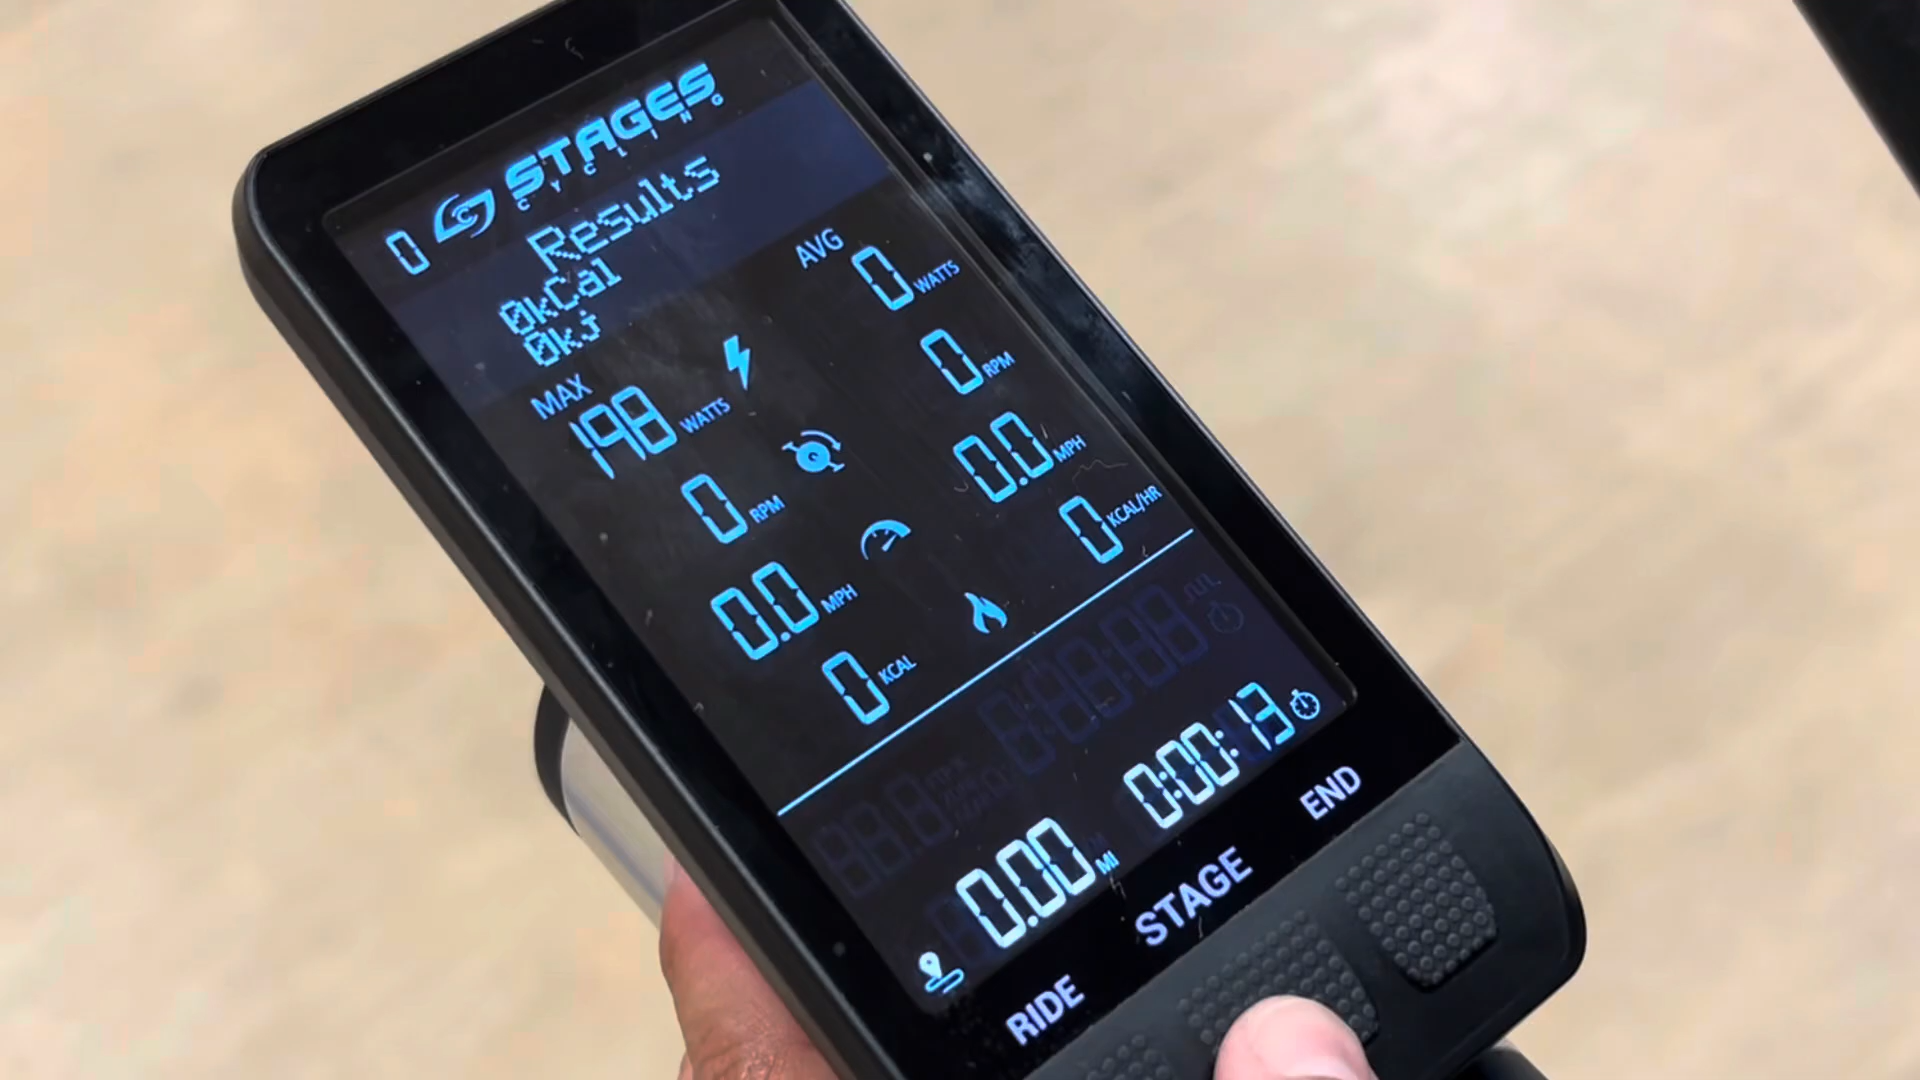 STAGES
CYCLING
0
Results
0kCal
0kj
MAX
AVG
198 WATTS
0 WATTS
0 RPM
0 RPM
0.0 MPH
0.0 MPH
0 KCAL
0 KCAL/HR
0.00 MI
0:00:13
RIDE
STAGE
END